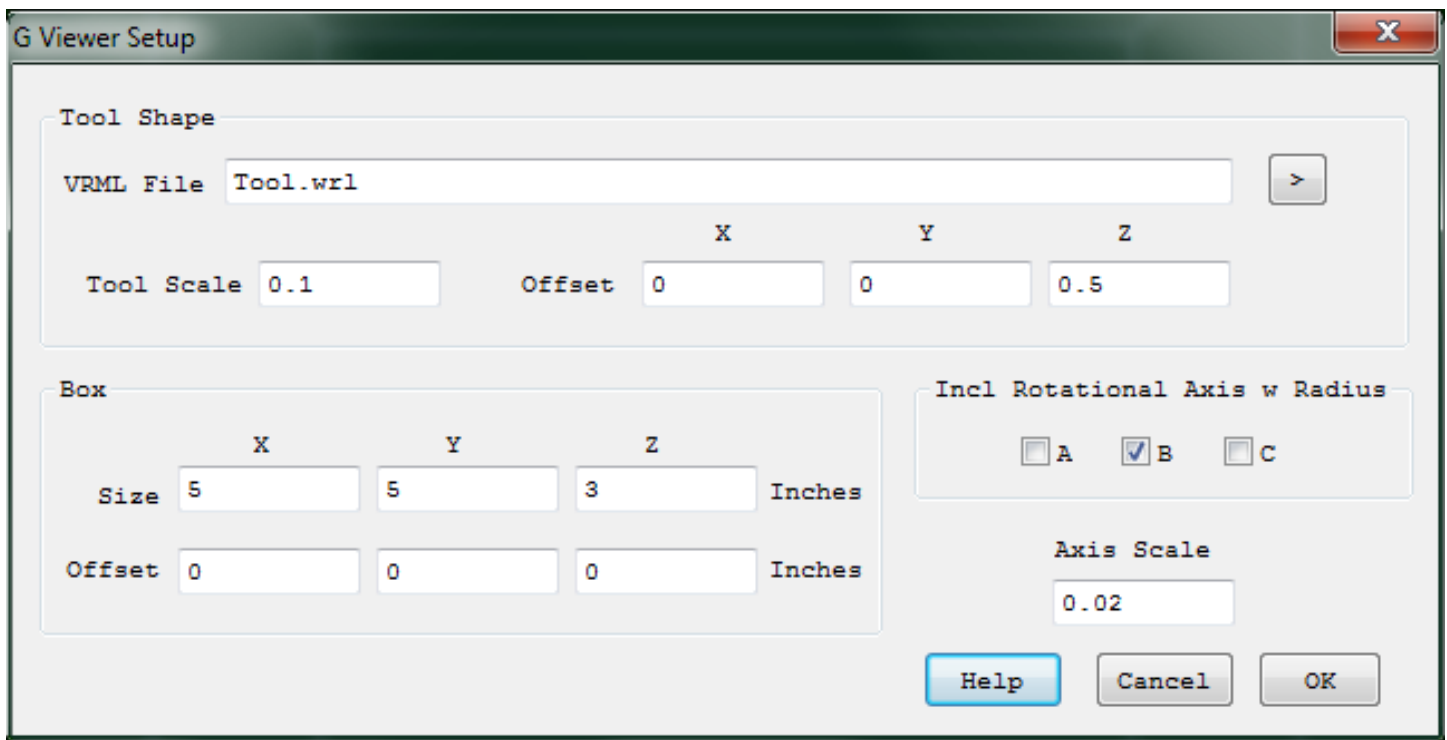 G Viewer Setup
Tool Shape
VRML File Tool.wrl >
X Y Z
Tool Scale 0.1 Offset 0 0 0.5
Box
X Y Z
Size 5 5 3 Inches
Offset 0 0 0 Inches
Incl Rotational Axis w Radius
A B C
Axis Scale
0.02
Help Cancel OK